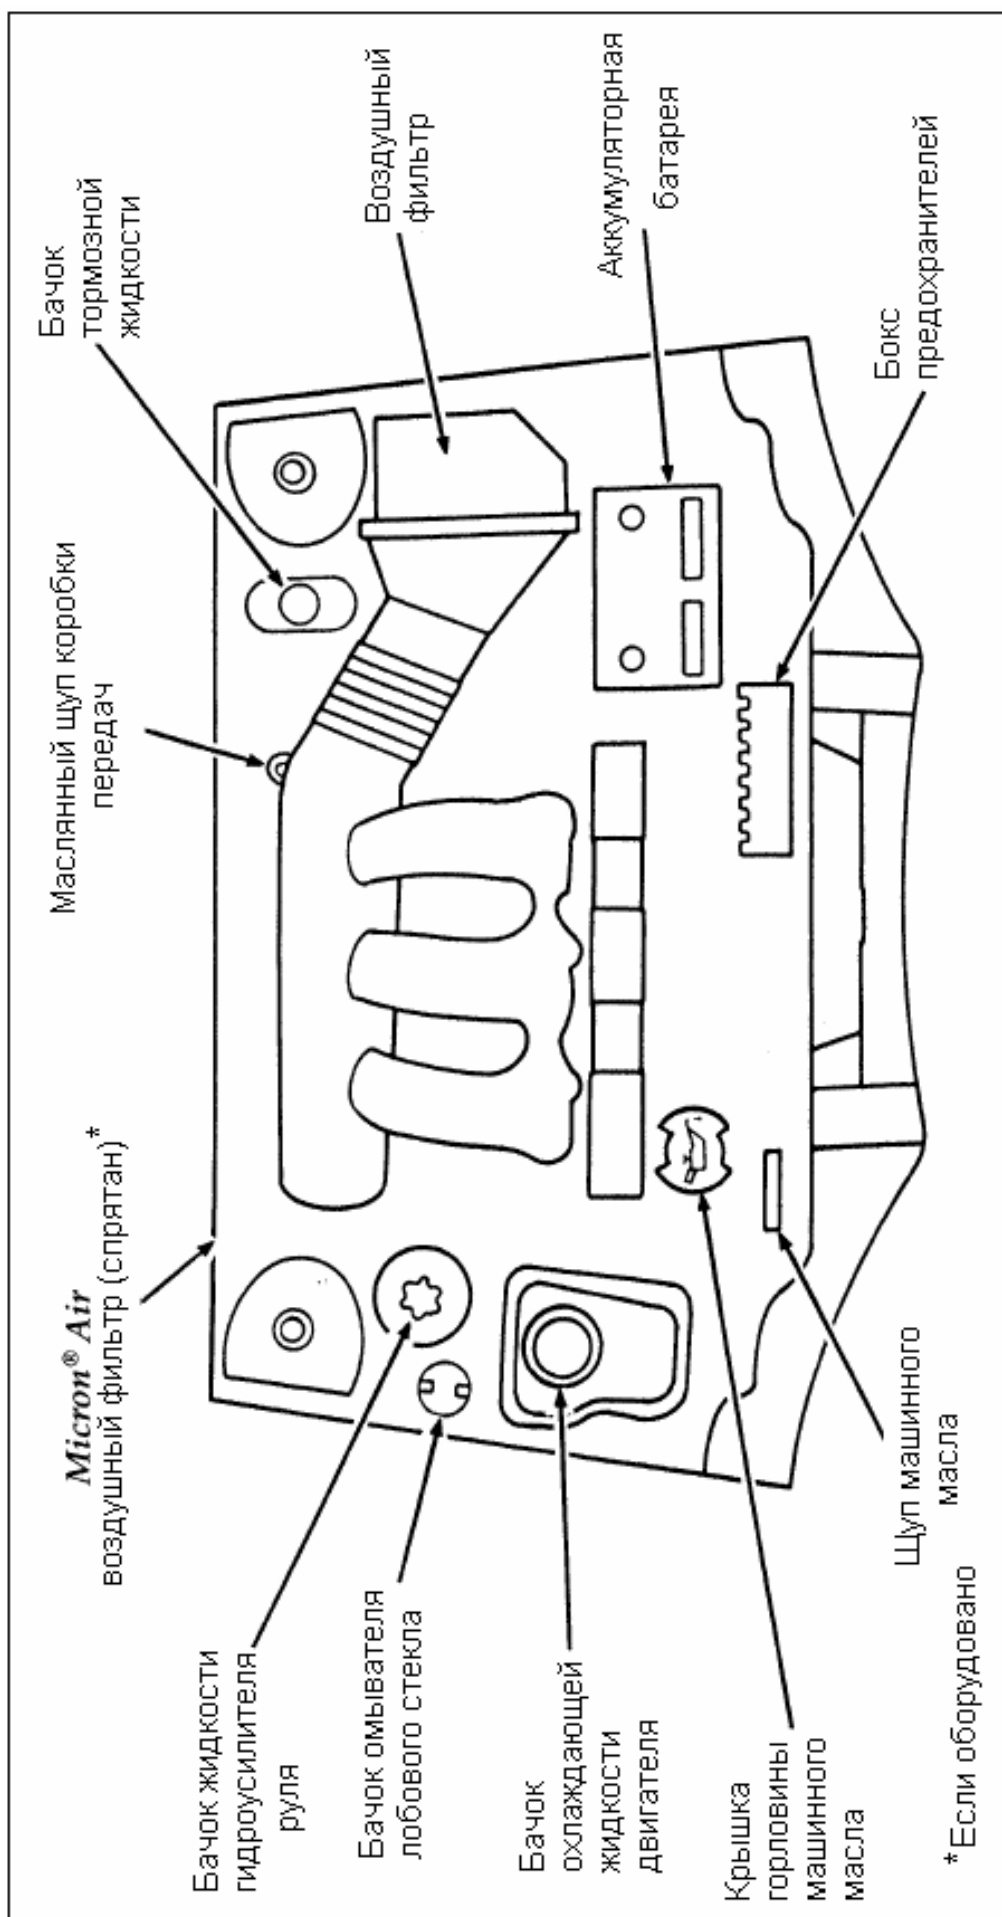 Micron® Air
воздушный фильтр (спрятан)*
Маслянный щуп коробки
передач
Бачок
тормозной
жидкости
Воздушный
фильтр
Аккумуляторная
батарея
Бокс
предохранителей
Бачок жидкости
гидроусилителя
руля
Бачок омывателя
лобового стекла
Бачок
охлаждающей
жидкости
двигателя
Крышка
горловины
машинного
масла
Щуп машинного
масла
*Если оборудовано